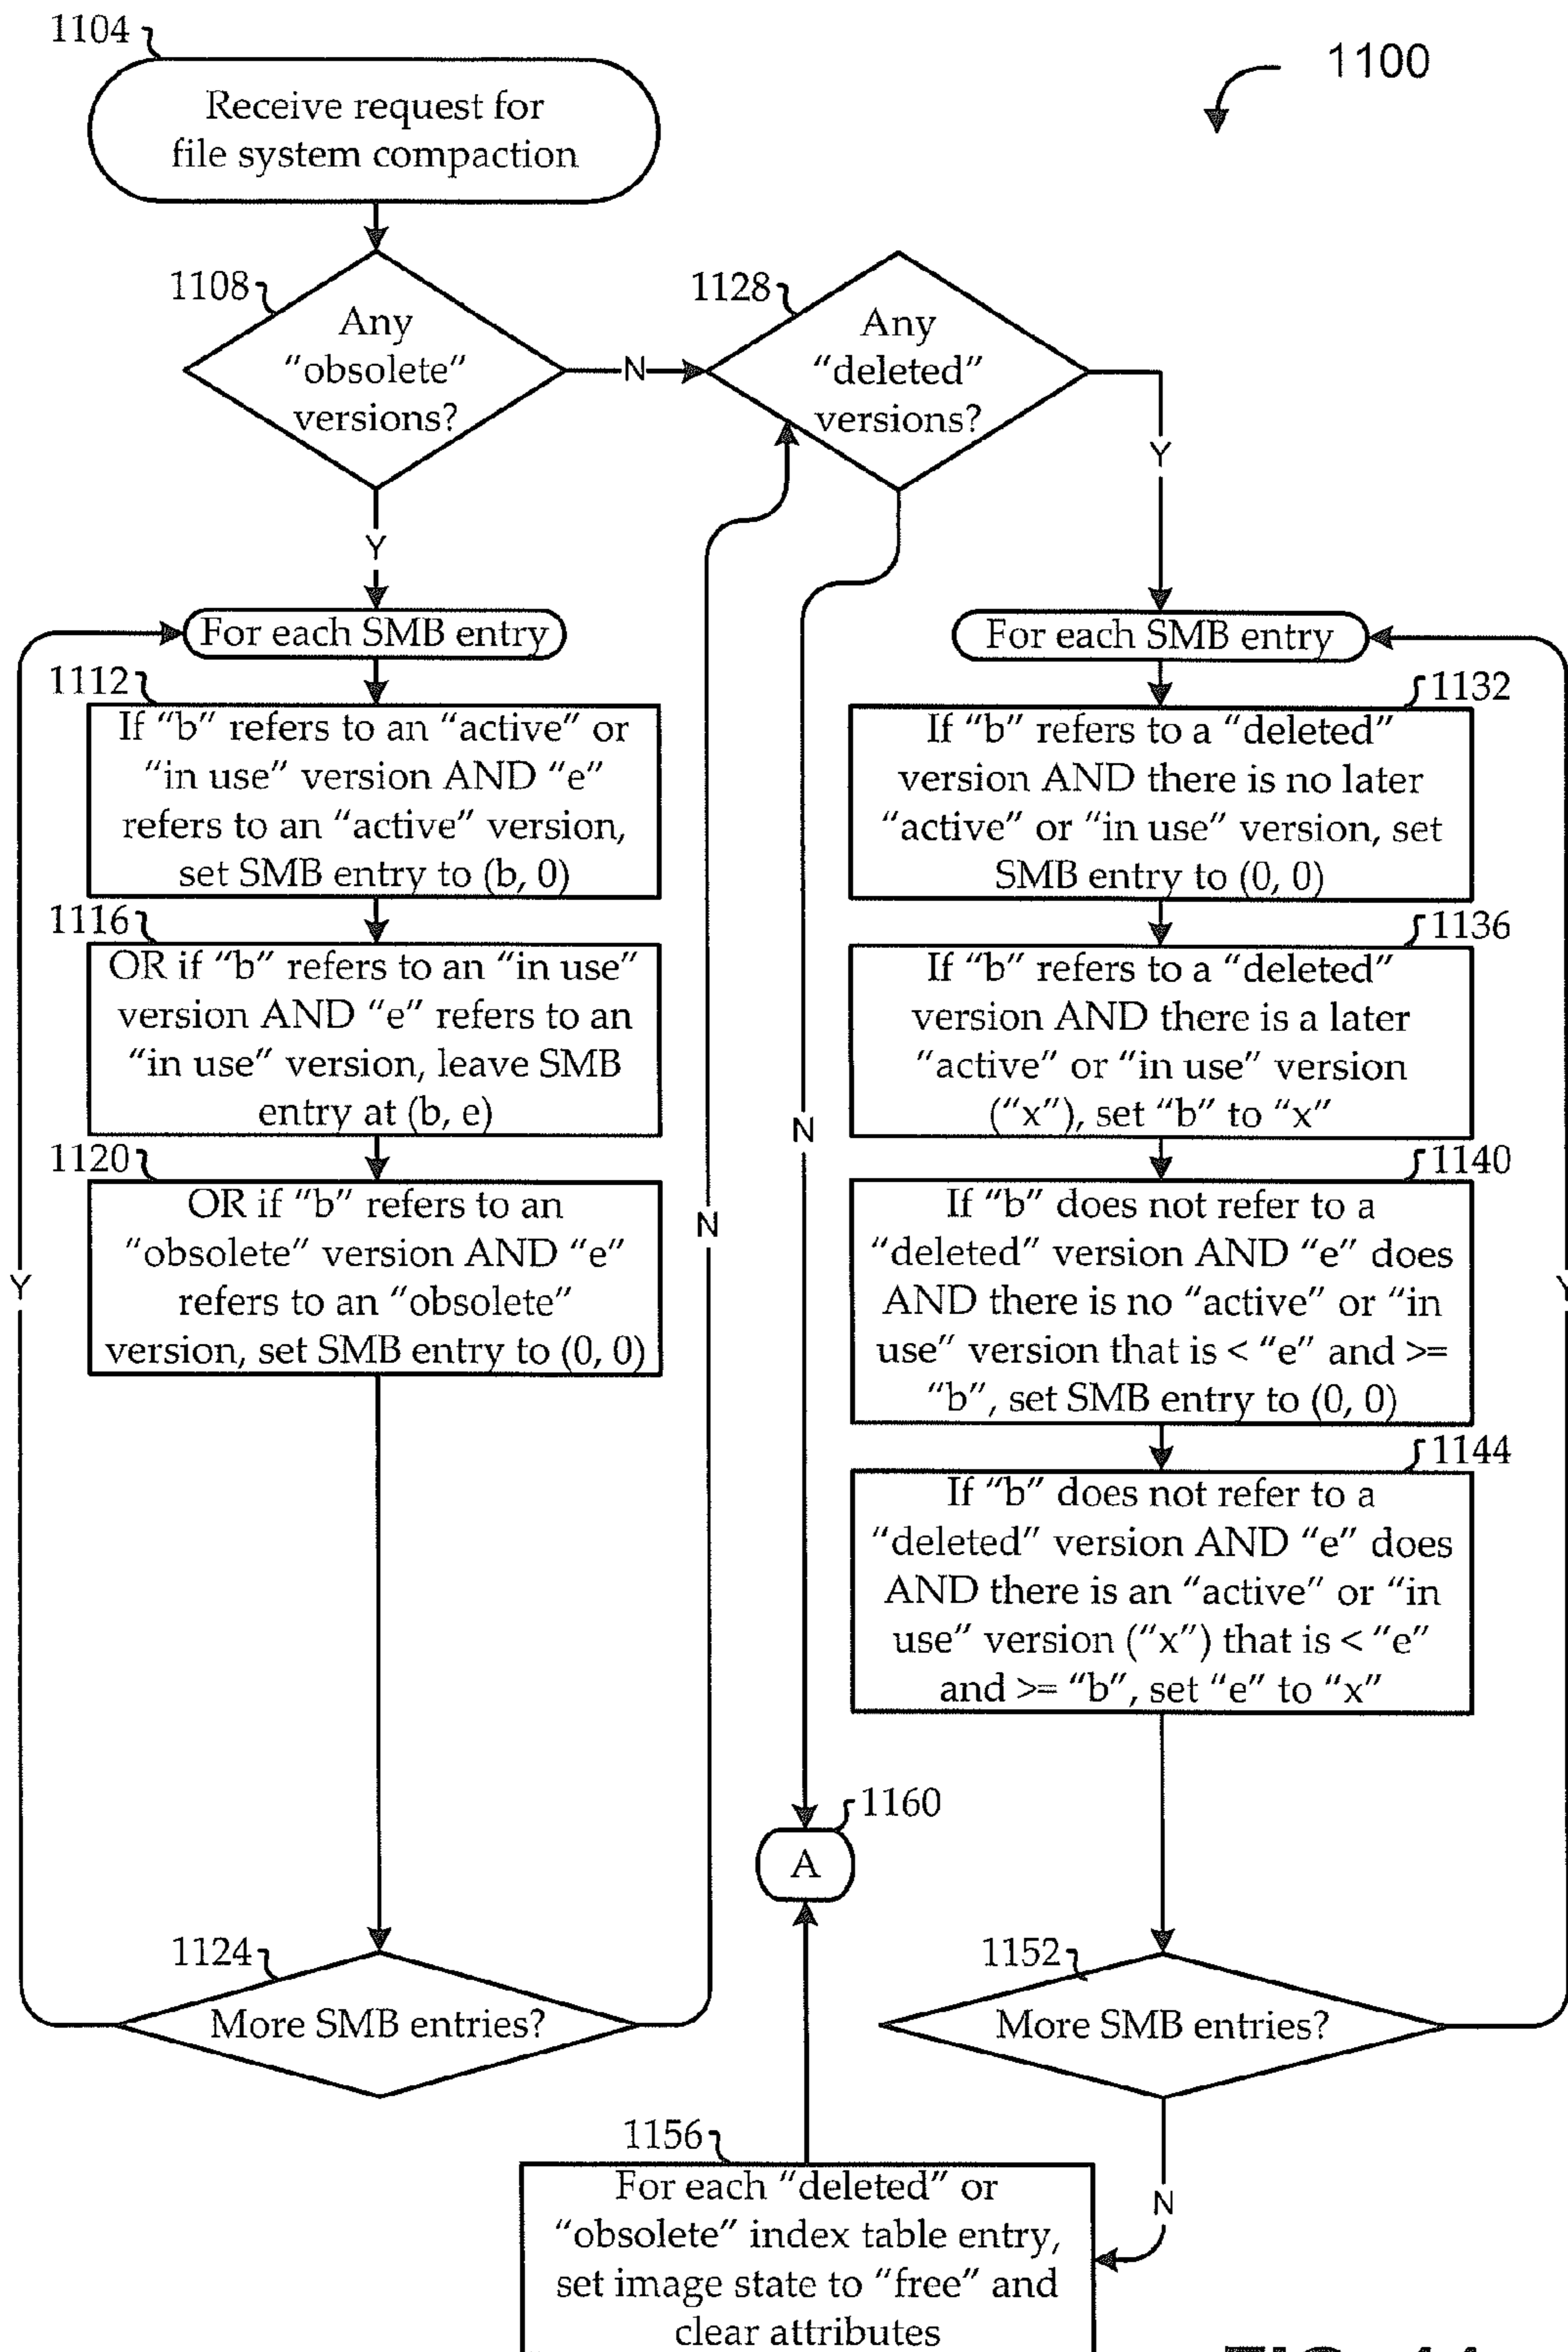 1104
1100
Receive request for
file system compaction
1108
Any
“obsolete”
versions?
N
1128
Any
“deleted”
versions?
Y
Y
For each SMB entry
1112
If “b” refers to an “active” or
“in use” version AND “e”
refers to an “active” version,
set SMB entry to (b, 0)
1116
OR if “b” refers to an “in use”
version AND “e” refers to an
“in use” version, leave SMB
entry at (b, e)
1120
OR if “b” refers to an
“obsolete” version AND “e”
refers to an “obsolete”
version, set SMB entry to (0, 0)
Y
N
N
1124
More SMB entries?
For each SMB entry
1132
If “b” refers to a “deleted”
version AND there is no later
“active” or “in use” version, set
SMB entry to (0, 0)
1136
If “b” refers to a “deleted”
version AND there is a later
“active” or “in use” version
(“x”), set “b” to “x”
1140
If “b” does not refer to a
“deleted” version AND “e” does
AND there is no “active” or “in
use” version that is < “e” and >=
“b”, set SMB entry to (0, 0)
Y
1144
If “b” does not refer to a
“deleted” version AND “e” does
AND there is an “active” or “in
use” version (“x”) that is < “e”
and >= “b”, set “e” to “x”
1160
A
1152
More SMB entries?
N
1156
For each “deleted” or
“obsolete” index table entry,
set image state to “free” and
clear attributes